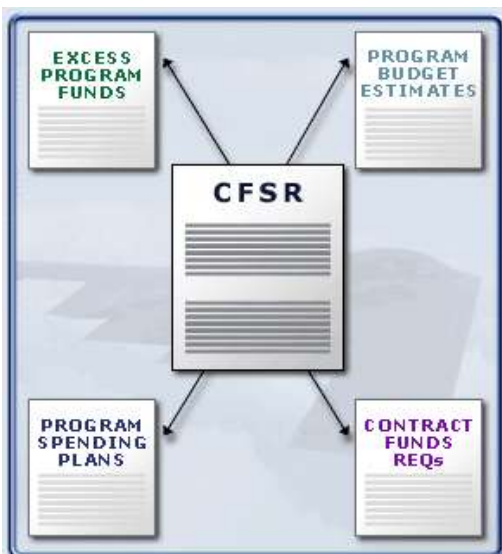 EXCESS
PROGRAM
FUNDS
PROGRAM
BUDGET
ESTIMATES
CFSR
PROGRAM
SPENDING
PLANS
CONTRACT
FUNDS
REQs